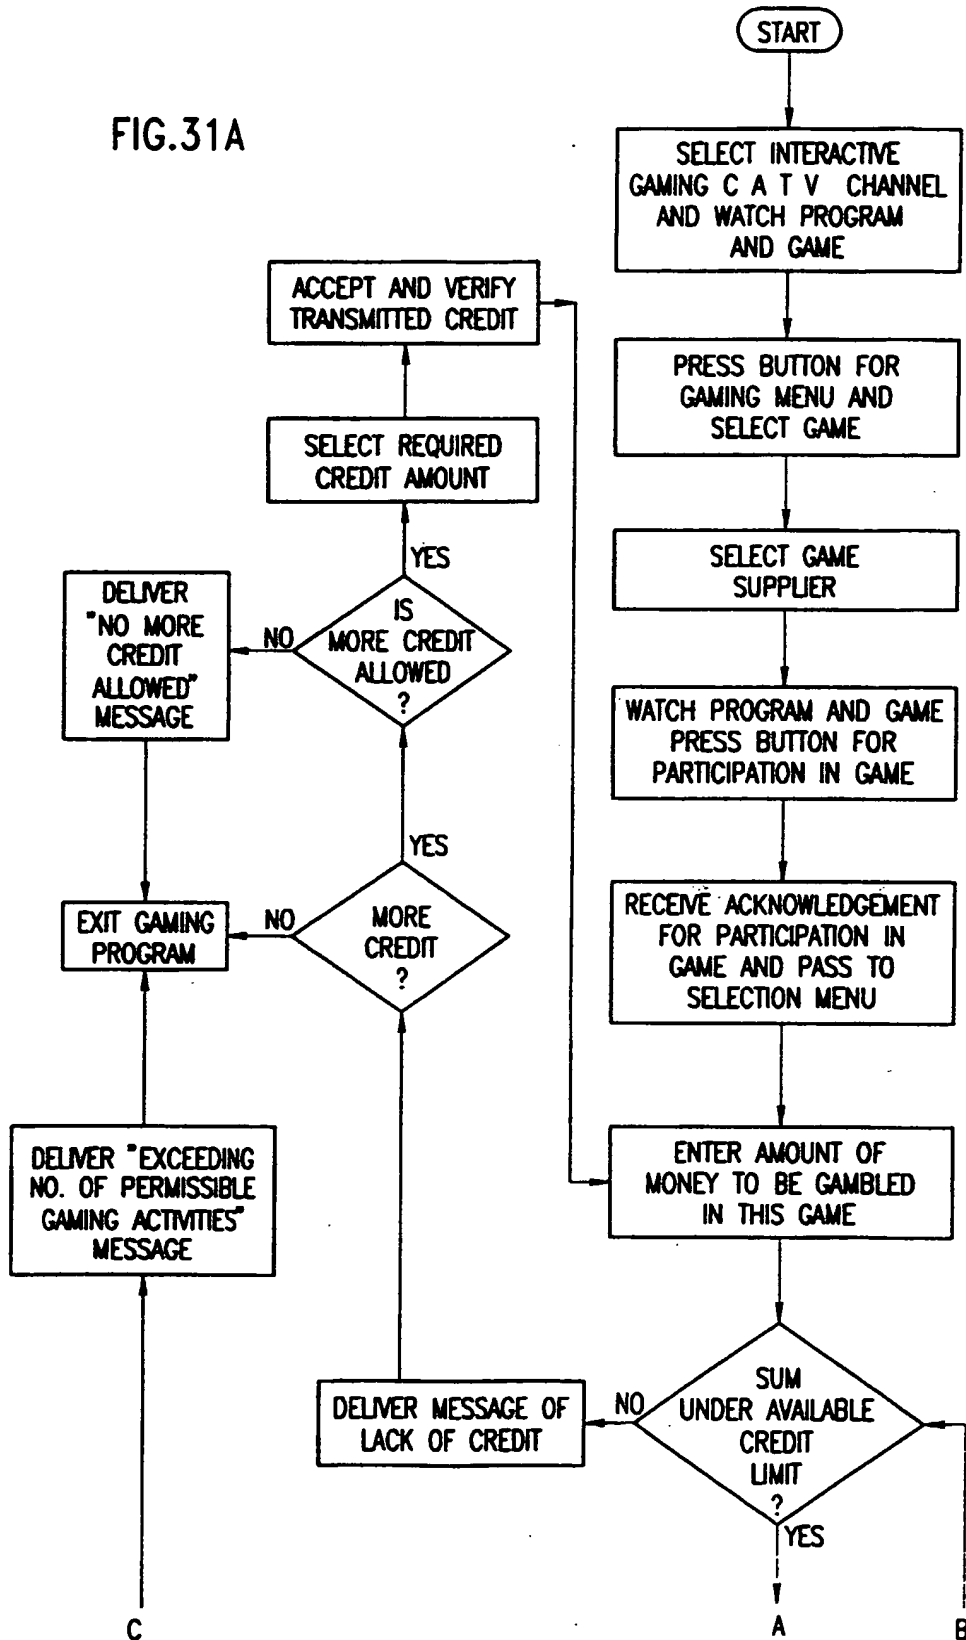 START
FIG.31A
SELECT INTERACTIVE
GAMING C A T V CHANNEL
AND WATCH PROGRAM
AND GAME
ACCEPT AND VERIFY
TRANSMITTED CREDIT
PRESS BUTTON FOR
GAMING MENU AND
SELECT GAME
SELECT REQUIRED
CREDIT AMOUNT
SELECT GAME
SUPPLIER
YES
DELIVER
"NO MORE
CREDIT
ALLOWED"
MESSAGE
NO
IS
MORE CREDIT
ALLOWED
?
WATCH PROGRAM AND GAME
PRESS BUTTON FOR
PARTICIPATION IN GAME
YES
EXIT GAMING
PROGRAM
NO
MORE
CREDIT
?
RECEIVE ACKNOWLEDGEMENT
FOR PARTICIPATION IN
GAME AND PASS TO
SELECTION MENU
DELIVER "EXCEEDING
NO. OF PERMISSIBLE
GAMING ACTIVITIES"
MESSAGE
ENTER AMOUNT OF
MONEY TO BE GAMBLED
IN THIS GAME
DELIVER MESSAGE OF
LACK OF CREDIT
NO
SUM
UNDER AVAILABLE
CREDIT
LIMIT
?
YES
C
A
B